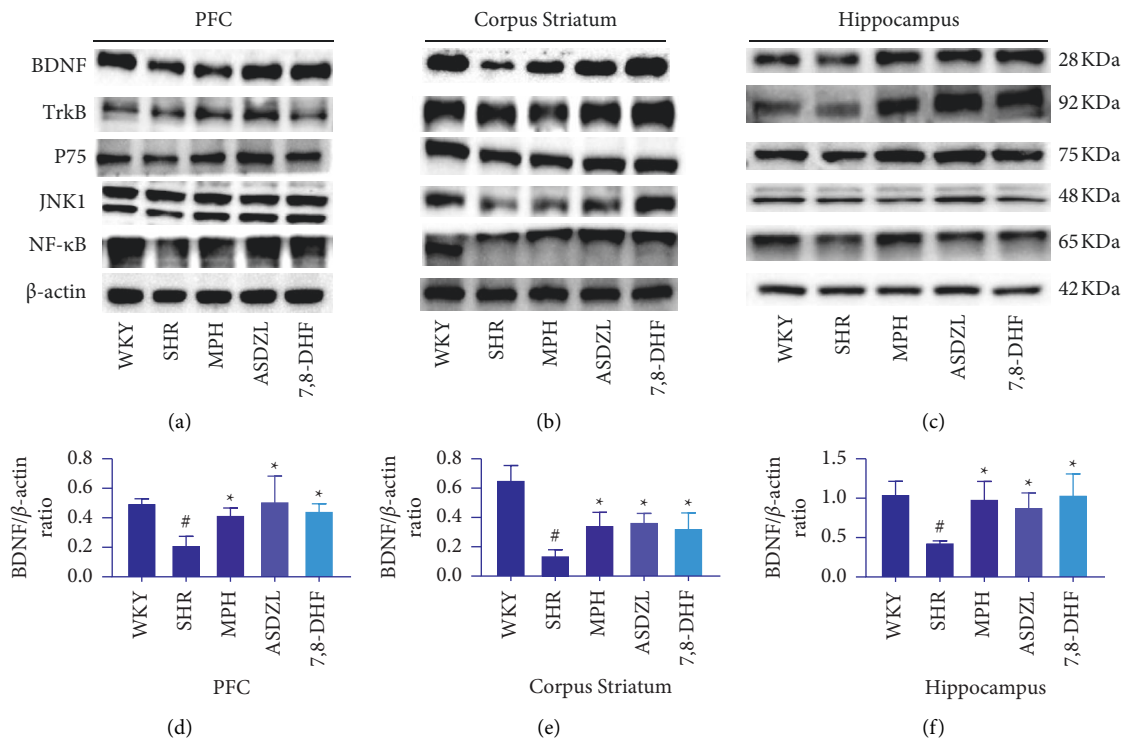 PFC
Corpus Striatum
Hippocampus
BDNF
28 KDa
TrkB
92 KDa
P75
75 KDa
JNK1
48 KDa
NF-κB
65 KDa
β-actin
42 KDa
WKY
SHR
MPH
ASDZL
7,8-DHF
WKY
SHR
MPH
ASDZL
7,8-DHF
WKY
SHR
MPH
ASDZL
7,8-DHF
(a)
(b)
(c)
BDNF/β-actin
ratio
0.8
0.6
0.4
0.2
0.0
#
*
*
*
WKY
SHR
MPH
ASDZL
7,8-DHF
PFC
(d)
BDNF/β-actin
ratio
0.8
0.6
0.4
0.2
0.0
#
*
*
*
WKY
SHR
MPH
ASDZL
7,8-DHF
Corpus Striatum
(e)
BDNF/β-actin
ratio
1.5
1.0
0.5
0.0
#
*
*
*
WKY
SHR
MPH
ASDZL
7,8-DHF
Hippocampus
(f)